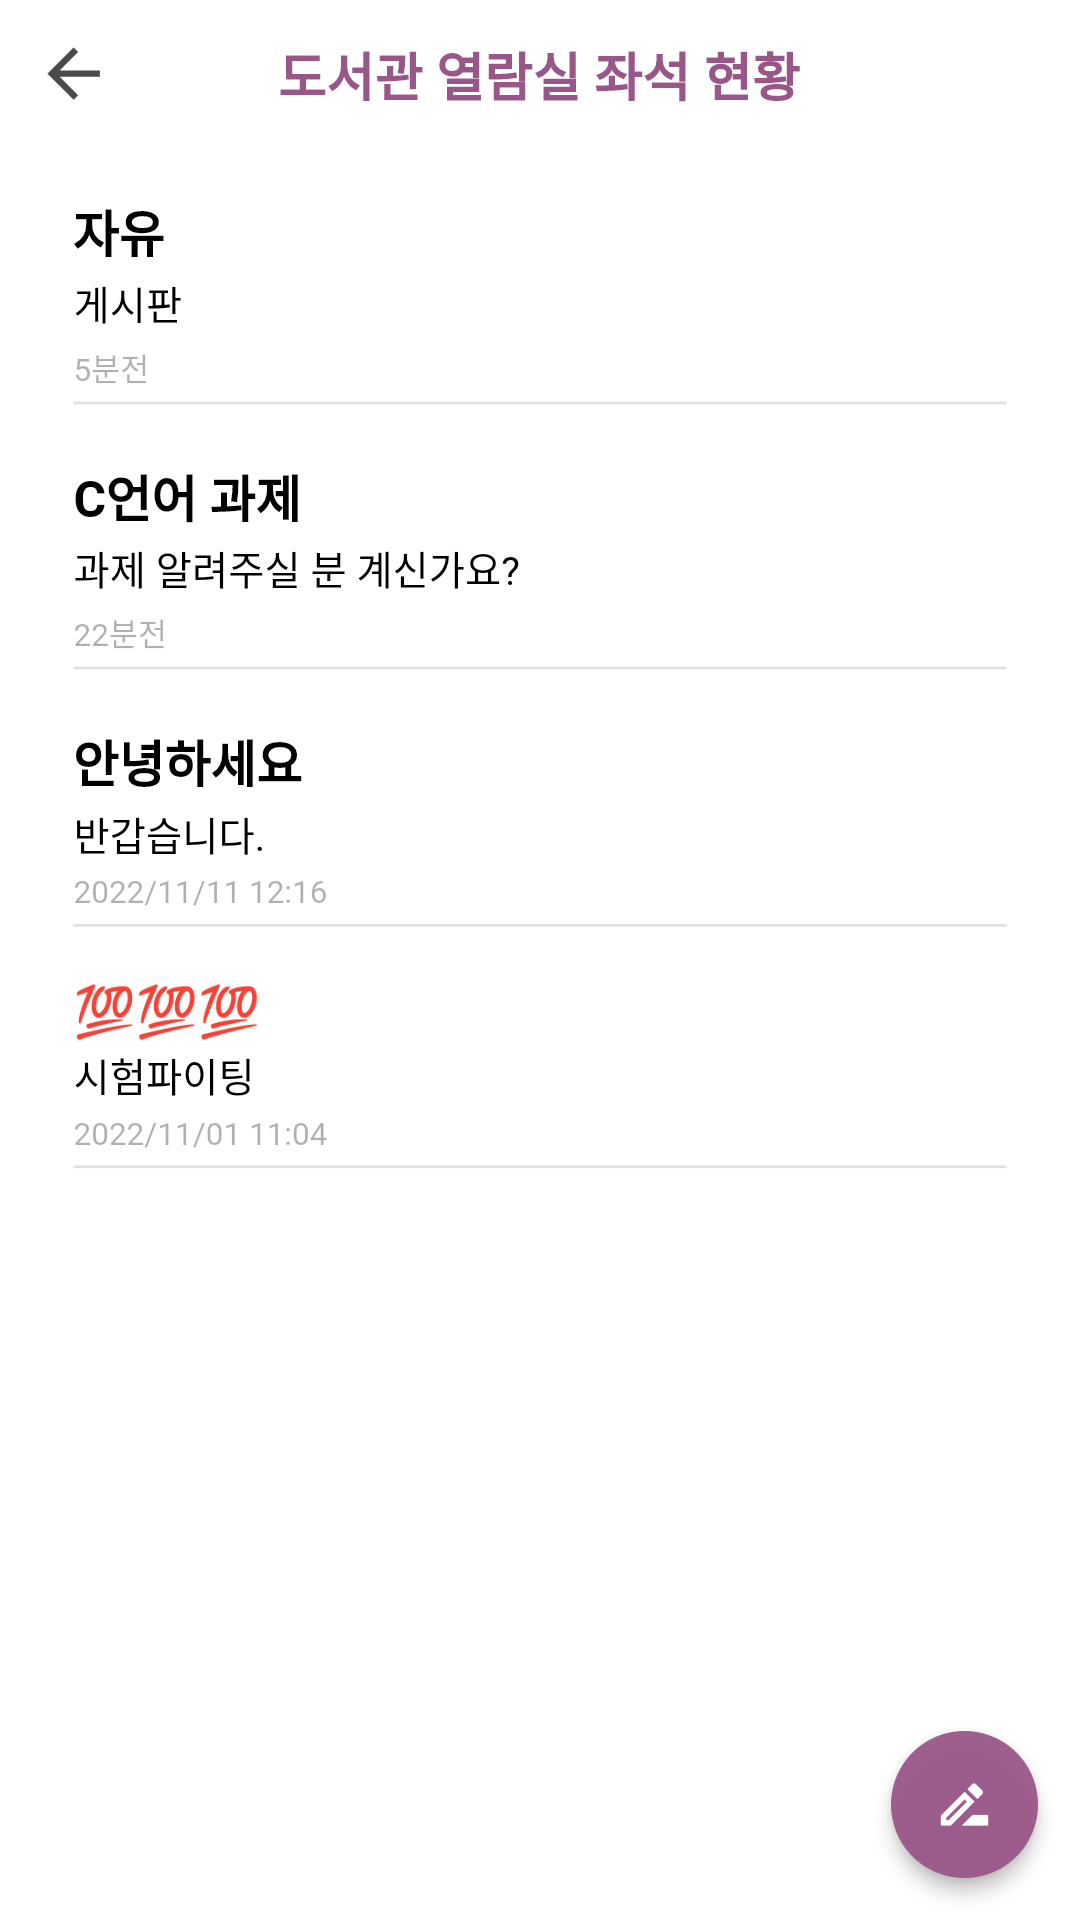 도서관 열람실 좌석 현황
자유
게시판
5분전
C언어 과제
과제 알려주실 분 계신가요?
22분전
안녕하세요
반갑습니다.
2022/11/11 12:16
💯💯💯
시험파이팅
2022/11/01 11:04